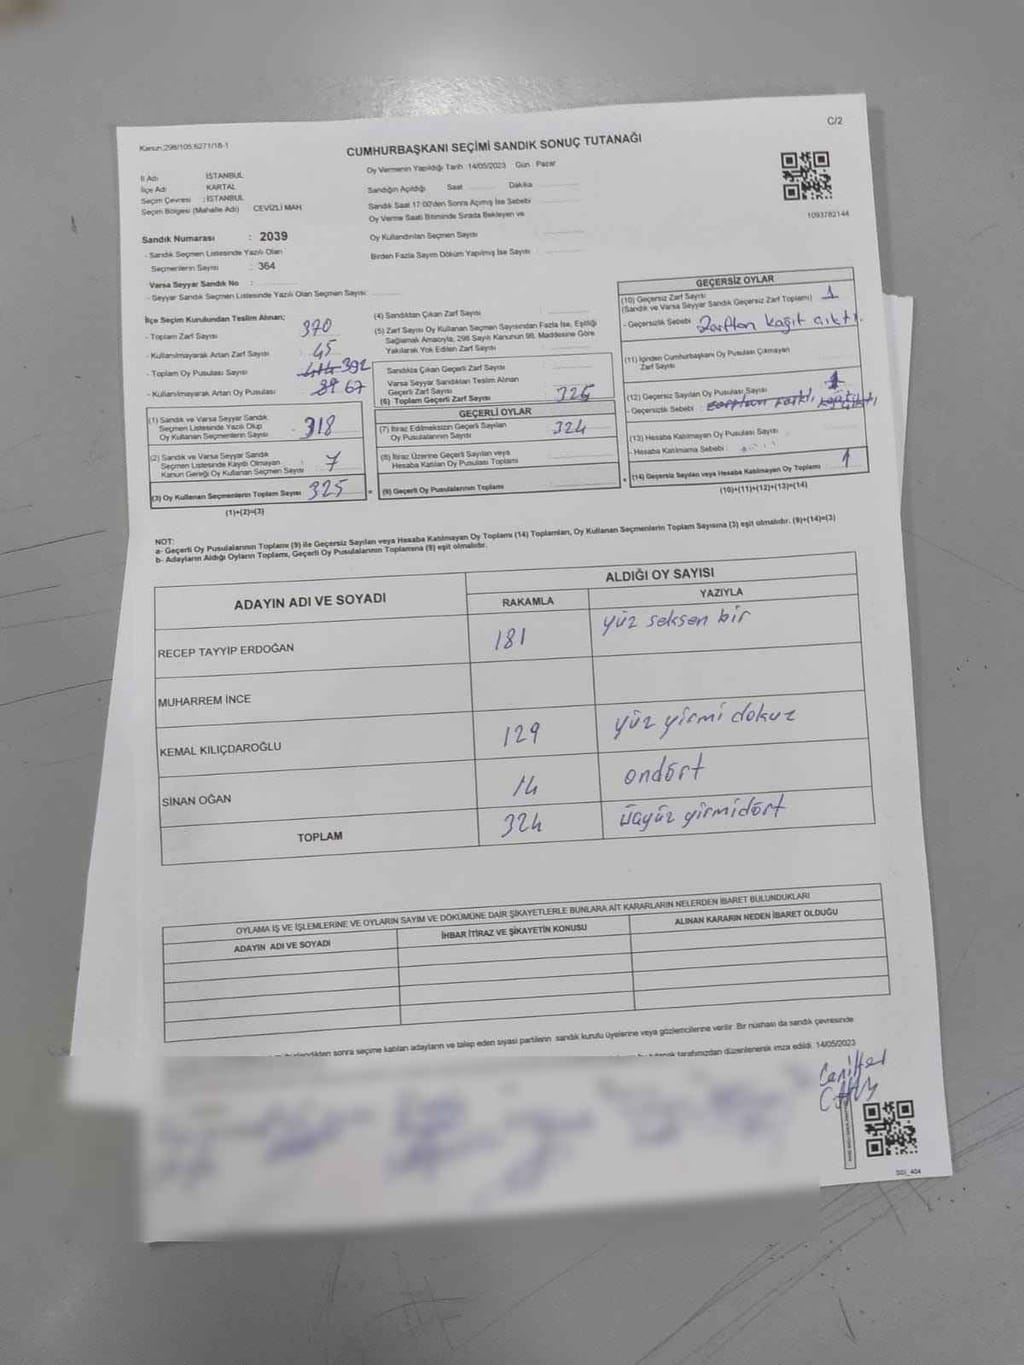 Kanun:298/105;6271/18-1
C/2
CUMHURBAŞKANI SEÇİMİ SANDIK SONUÇ TUTANAĞI
Oy Vermenin Yapıldığı Tarih :14/05/2023 Gün : Pazar
İl Adı : İSTANBUL
İlçe Adı : KARTAL
Seçim Çevresi : İSTANBUL
Seçim Bölgesi (Mahalle Adı) CEVİZLİ MAH.
Sandığın Açıldığı Saat Dakika
Sandık Saat 17:00'den Sonra Açımış İse Sebebi
Oy Verme Saati Bitiminde Sırada Bekleyen ve
Oy Kullandırılan Seçmen Sayısı
Birden Fazla Sayım Döküm Yapılmış İse Sayısı
1093782144
Sandık Numarası : 2039
- Sandık Seçmen Listesinde Yazılı Olan
Seçmenlerin Sayısı : 364
Varsa Seyyar Sandık No :
- Seyyar Sandık Seçmen Listesinde Yazılı Olan Seçmen Sayısı:
İlçe Seçim Kurulundan Teslim Alınan;
- Toplam Zarf Sayısı 370
- Kullanılmayarak Artan Zarf Sayısı 45
- Toplam Oy Pusulası Sayısı 392
- Kullanılmayarak Artan Oy Pusulası 67
(1) Sandık ve Varsa Seyyar Sandık
Seçmen Listesinde Yazılı Olup
Oy Kullanan Seçmenlerin Sayısı 318
(2) Sandık ve Varsa Seyyar Sandık
Seçmen Listesinde Kayıtlı Olmayan
Kanun Gereği Oy Kullanan Seçmen Sayısı 7
(3) Oy Kullanan Seçmenlerin Toplam Sayısı 325
(1)+(2)=(3)
(4) Sandıktan Çıkan Zarf Sayısı
(5) Zarf Sayısı Oy Kullanan Seçmen Sayısından Fazla İse, Eşitliği
Sağlamak Amacıyla, 298 Sayılı Kanunun 98. Maddesine Göre
Yakılarak Yok Edilen Zarf Sayısı
Sandıkta Çıkan Geçerli Zarf Sayısı
Varsa Seyyar Sandıktan Teslim Alınan
Geçerli Zarf Sayısı
(6) Toplam Geçerli Zarf Sayısı
GEÇERLİ OYLAR
(7) İtiraz Edilmeksizin Geçerli Sayılan
Oy Pusulalarının Sayısı 324
(8) İtiraz Üzerine Geçerli Sayılan veya
Hesaba Katılan Oy Pusulası Toplamı
(9) Geçerli Oy Pusulalarının Toplamı
GEÇERSİZ OYLAR
(10) Geçersiz Zarf Sayısı
(Sandık ve Varsa Seyyar Sandık Geçersiz Zarf Toplamı) 1
- Geçersizlik Sebebi : Zarftan kağıt çıktı.
(11) İçinden Cumhurbaşkanı Oy Pusulası Çıkmayan
Zarf Sayısı
(12) Geçersiz Sayılan Oy Pusulası Sayısı
- Geçersizlik Sebebi :
(13) Hesaba Katılmayan Oy Pusulası Sayısı
- Hesaba Katılmama Sebebi :
(14) Geçersiz Sayılan veya Hesaba Katılmayan Oy Toplamı 1
(10)+(11)+(12)+(13)=(14)
NOT:
a- Geçerli Oy Pusulalarının Toplamı (9) ile Geçersiz Sayılan veya Hesaba Katılmayan Oy Toplamı (14) Toplamları, Oy Kullanan Seçmenlerin Toplam Sayısına (3) eşit olmalıdır. (9)+(14)=(3)
b- Adayların Aldığı Oyların Toplamı, Geçerli Oy Pusulalarının Toplamına (9) eşit olmalıdır.
ADAYIN ADI VE SOYADI
ALDIĞI OY SAYISI
RAKAMLA YAZIYLA
RECEP TAYYIP ERDOĞAN 181 yüz seksen bir
MUHARREM İNCE
KEMAL KILIÇDAROĞLU 129 yüz yirmi dokuz
SİNAN OĞAN 14 ondört
TOPLAM 324 üçyüz yirmidört
OYLAMA İŞ VE İŞLEMLERİNE VE OYLARIN SAYIM VE DÖKÜMÜNE DAİR ŞİKAYETLERLE BUNLARA AİT KARARLARIN NELERDEN İBARET BULUNDUKLARI
ADAYIN ADI VE SOYADI
İHBAR İTİRAZ VE ŞİKAYETİN KONUSU
ALINAN KARARIN NEDEN İBARET OLDUĞU
sonra seçime katılan adayların ve talep eden siyasi partilerin sandık kurulu üyelerine veya gözlemcilerine verilir. Bir nüshası da sandık çevresinde
tarafımızdan düzenlenerek imza edildi. 14/05/2023